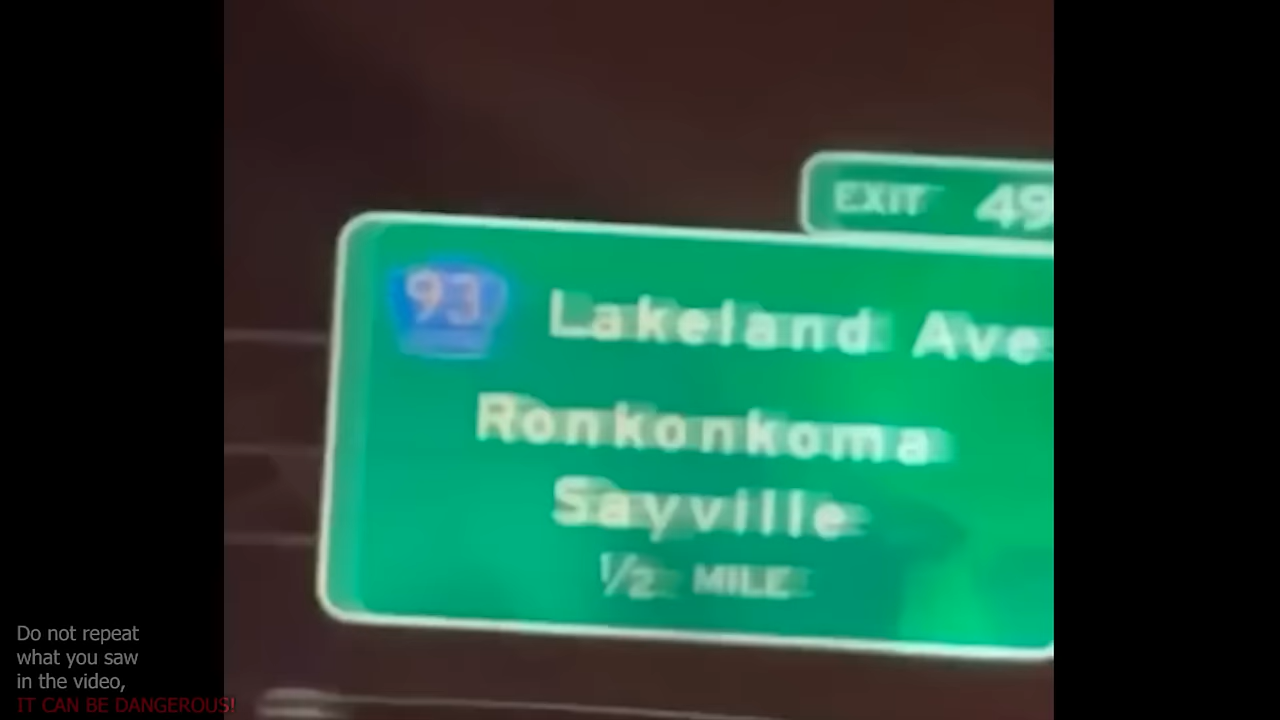 EXIT 49
93 Lakeland Ave
Ronkonkoma
Sayville
1/2 MILE
Do not repeat
what you saw
in the video,
IT CAN BE DANGEROUS!